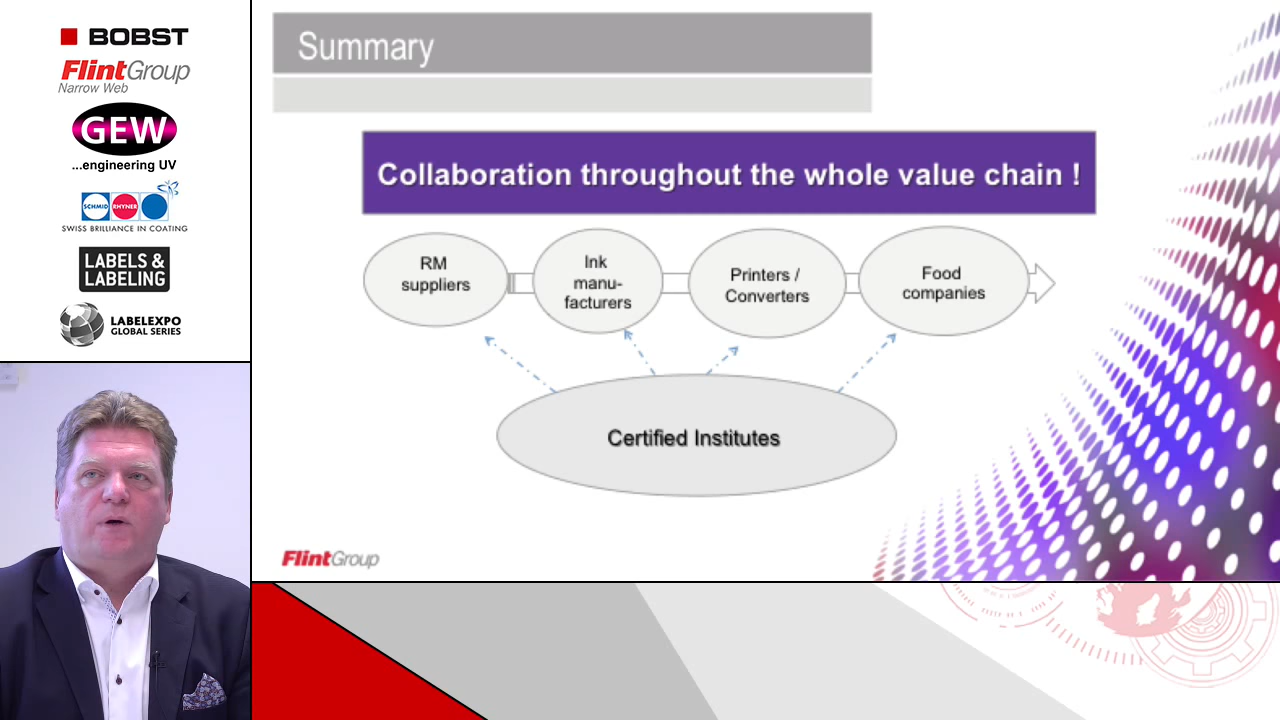 BOBST
FlintGroup
Narrow Web
GEW
...engineering UV
SCHMID RHYNER
SWISS BRILLIANCE IN COATING
LABELS &
LABELING
LABELEXPO
GLOBAL SERIES
Summary
Collaboration throughout the whole value chain !
RM
suppliers
Ink
manu-
facturers
Printers /
Converters
Food
companies
Certified Institutes
FlintGroup